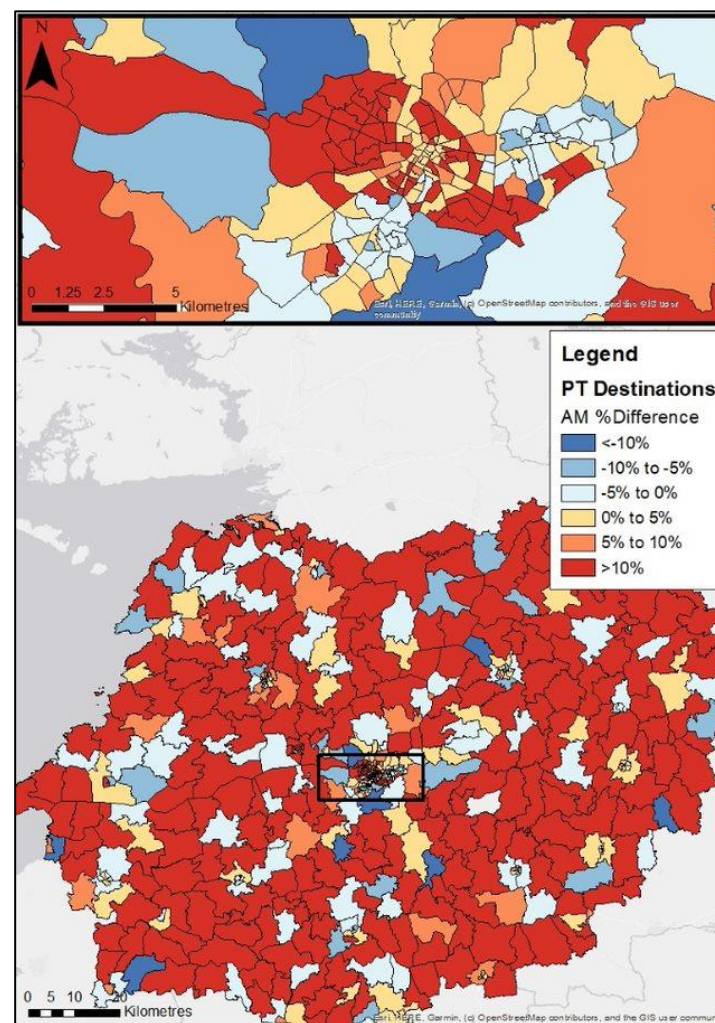 N
0 1.25 2.5 5
Kilometres
Esri, HERE, Garmin, (c) OpenStreetMap contributors, and the GIS user
community
Legend
PT Destinations
AM %Difference
<-10%
-10% to -5%
-5% to 0%
0% to 5%
5% to 10%
>10%
0 5 10 20
Kilometres
Esri, HERE, Garmin, (c) OpenStreetMap contributors, and the GIS user commun